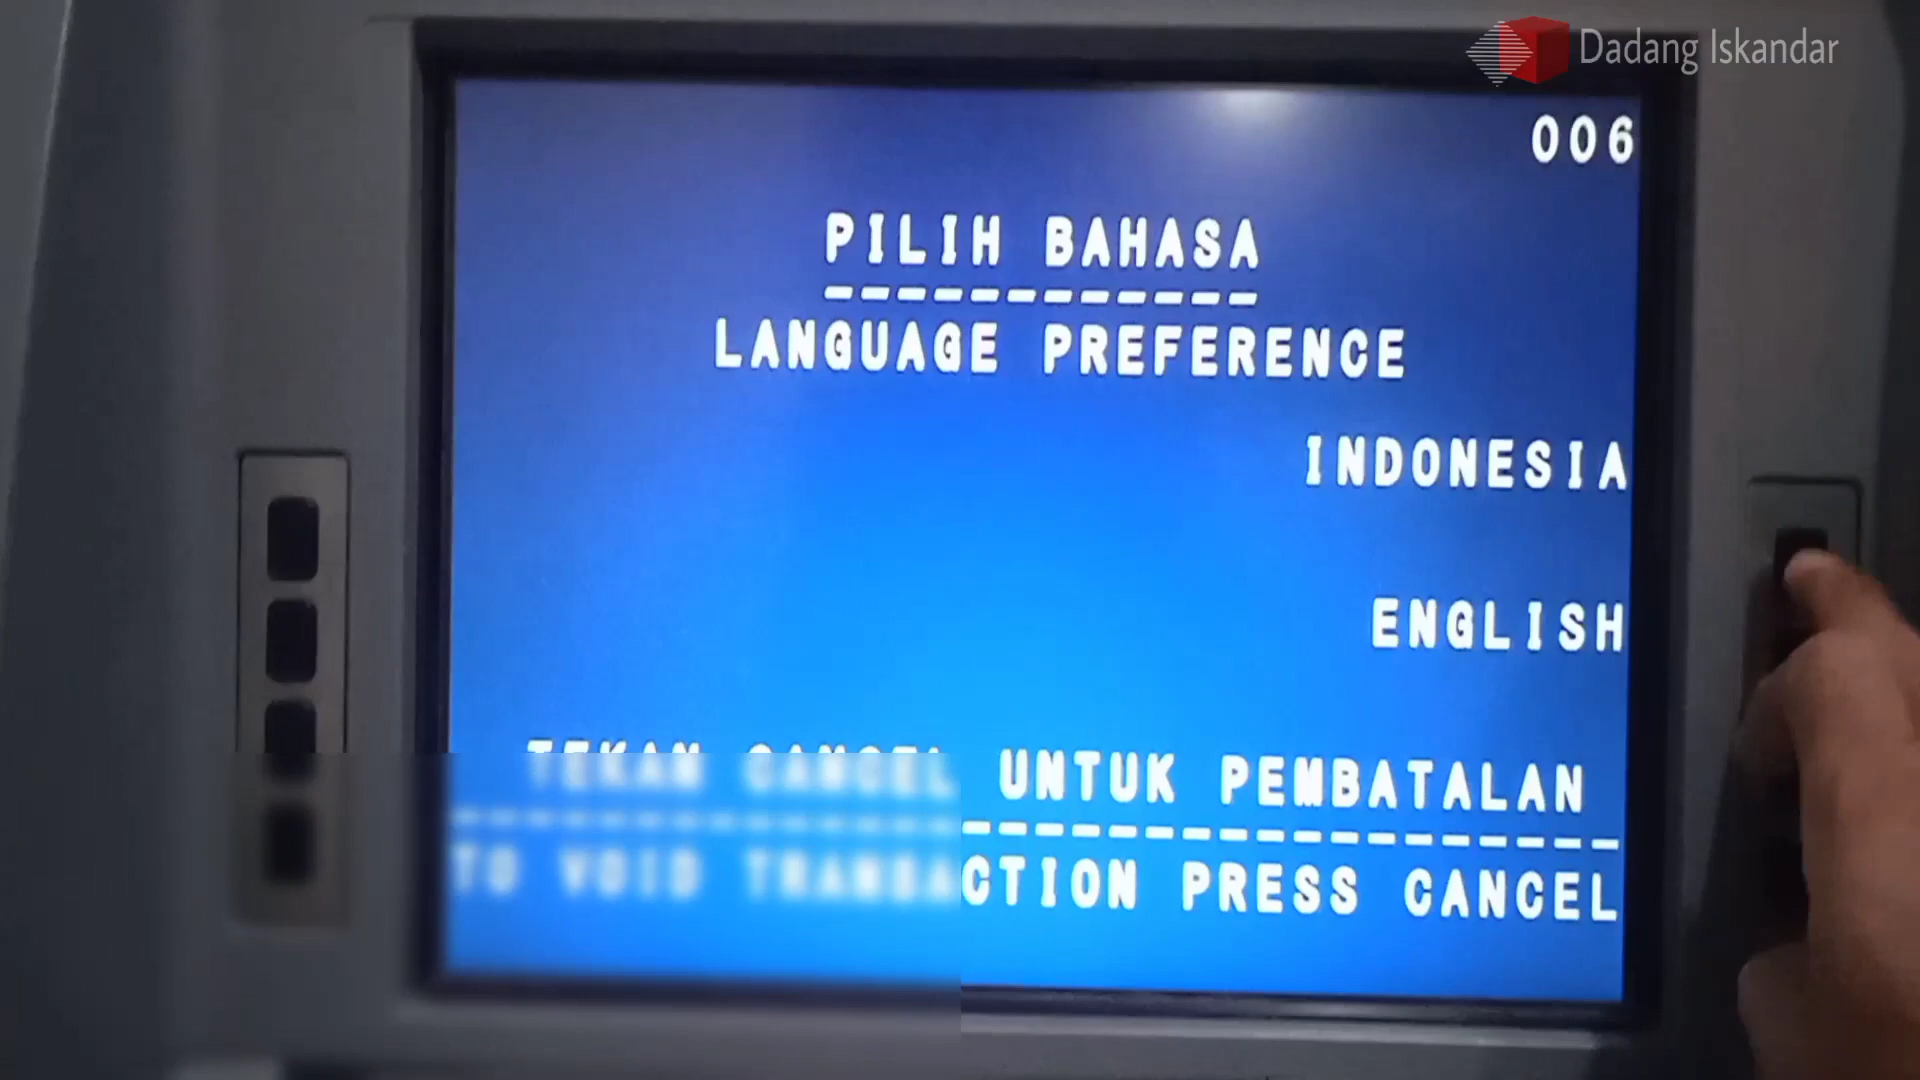 Dadang Iskandar
006
PILIH BAHASA
LANGUAGE PREFERENCE
INDONESIA
ENGLISH
TEKAN CANCEL UNTUK PEMBATALAN
TO VOID TRANSACTION PRESS CANCEL